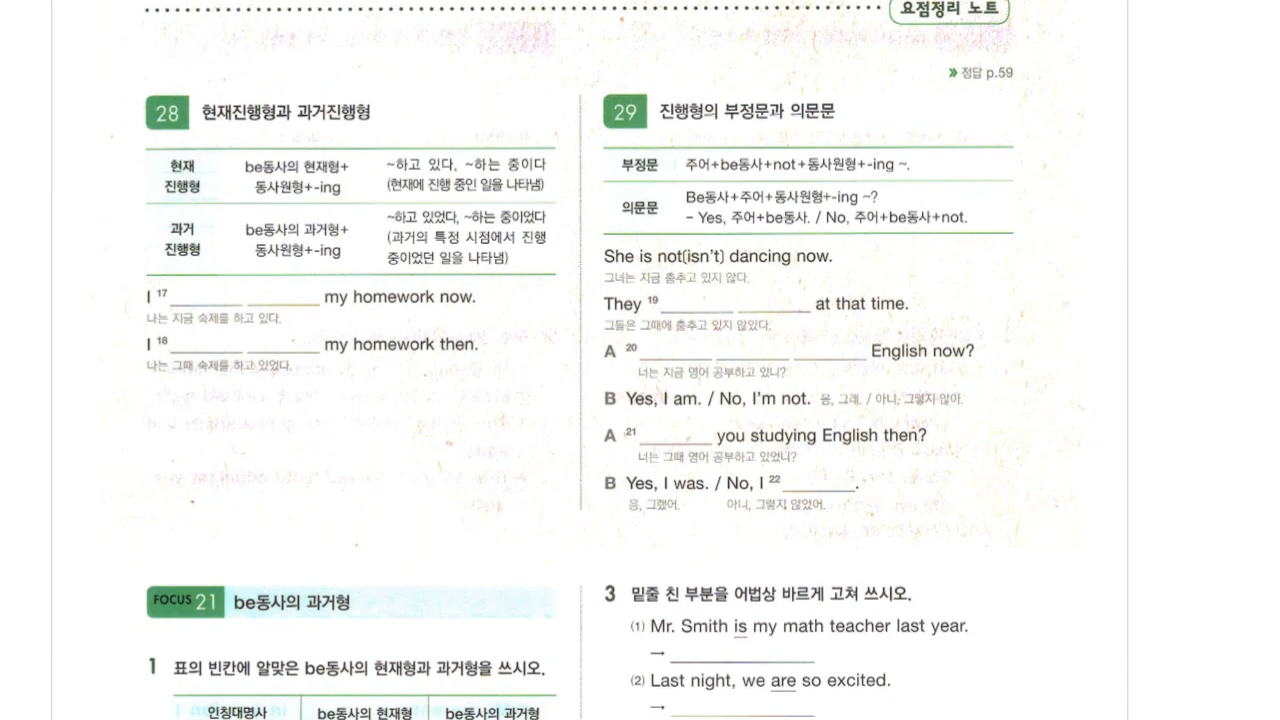 요점정리 노트
» 정답 p.59
28 현재진행형과 과거진행형
현재 진행형 be동사의 현재형+ 동사원형+-ing ~하고 있다, ~하는 중이다 (현재에 진행 중인 일을 나타냄)
과거 진행형 be동사의 과거형+ 동사원형+-ing ~하고 있었다, ~하는 중이었다 (과거의 특정 시점에서 진행 중이었던 일을 나타냄)
I 17 ________ ________ my homework now.
나는 지금 숙제를 하고 있다.
I 18 ________ ________ my homework then.
나는 그때 숙제를 하고 있었다.
29 진행형의 부정문과 의문문
부정문 주어+be동사+not+동사원형+-ing ~.
의문문 Be동사+주어+동사원형+-ing ~?
– Yes, 주어+be동사. / No, 주어+be동사+not.
She is not(isn't) dancing now.
그녀는 지금 춤추고 있지 않다.
They 19 ________ ________ at that time.
그들은 그때에 춤추고 있지 않았다.
A 20 ________ ________ ________ English now?
너는 지금 영어 공부하고 있니?
B Yes, I am. / No, I'm not. 응, 그래. / 아니, 그렇지 않아.
A 21 ________ you studying English then?
너는 그때 영어 공부하고 있었니?
B Yes, I was. / No, I 22 ________.
응, 그랬어. 아니, 그렇지 않았어.
FOCUS 21 be동사의 과거형
1 표의 빈칸에 알맞은 be동사의 현재형과 과거형을 쓰시오.
인칭대명사 be동사의 현재형 be동사의 과거형
3 밑줄 친 부분을 어법상 바르게 고쳐 쓰시오.
(1) Mr. Smith is my math teacher last year.
→ ________
(2) Last night, we are so excited.
→ ________